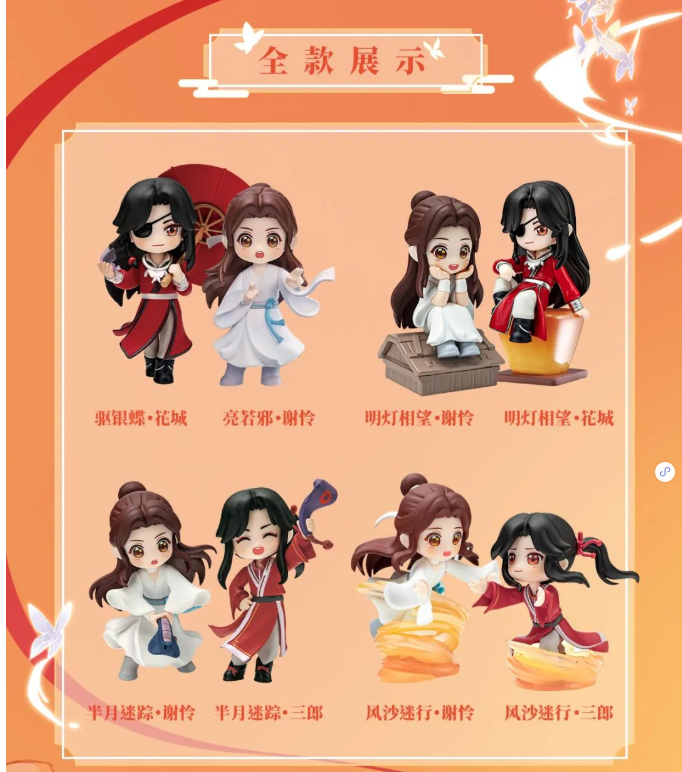 全款展示
驱银蝶•花城 亮若邪•谢怜 明灯相望•谢怜 明灯相望•花城
半月迷踪•谢怜 半月迷踪•三郎 风沙迷行•谢怜 风沙迷行•三郎